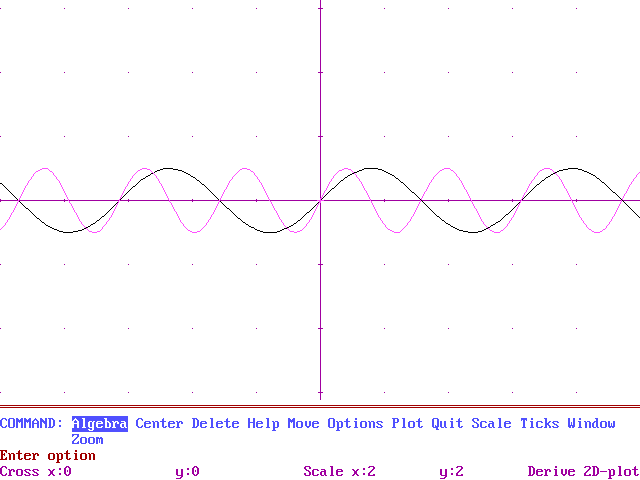 COMMAND: Algebra Center Delete Help Move Options Plot Quit Scale Ticks Window
Zoom
Enter option
Cross x:0 y:0 Scale x:2 y:2 Derive 2D-plot